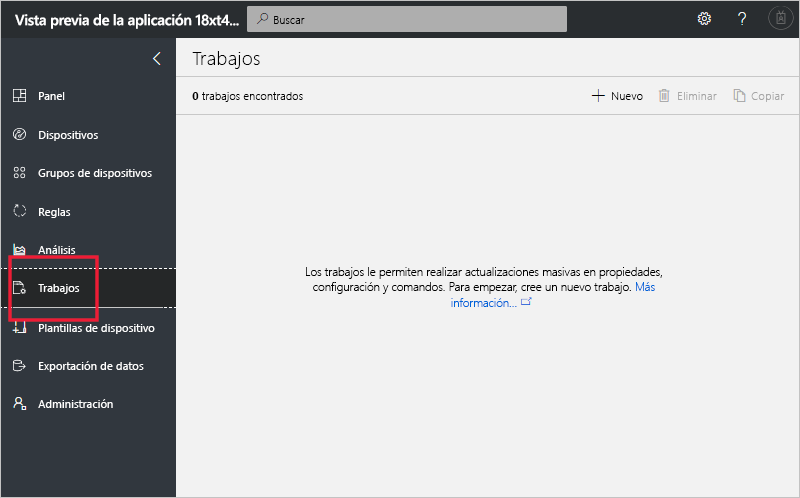 Vista previa de la aplicación 18xt4...
Buscar
?
Trabajos
0 trabajos encontrados
Nuevo
Eliminar
Copiar
Panel
Dispositivos
Grupos de dispositivos
Reglas
Análisis
Trabajos
Plantillas de dispositivo
Exportación de datos
Administración
Los trabajos le permiten realizar actualizaciones masivas en propiedades,
configuración y comandos. Para empezar, cree un nuevo trabajo. Más
información...